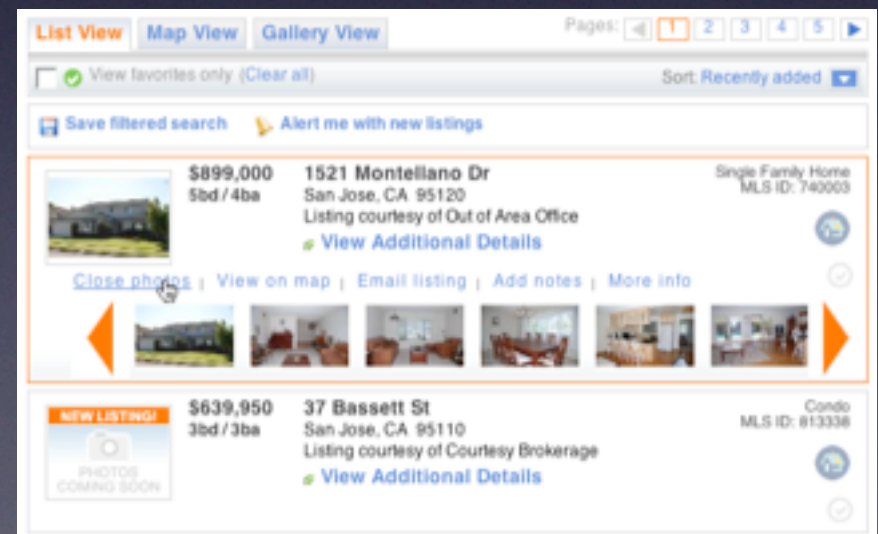 List View Map View Gallery View Pages: 1 2 3 4 5
View favorites only (Clear all) Sort: Recently added
Save filtered search Alert me with new listings
$899,000 1521 Montellano Dr Single Family Home
5bd / 4ba San Jose, CA 95120 MLS ID: 740003
Listing courtesy of Out of Area Office
View Additional Details
Close photos | View on map | Email listing | Add notes | More info
NEW LISTING! $639,950 37 Bassett St Condo
3bd / 3ba San Jose, CA 95110 MLS ID: 813338
Listing courtesy of Courtesy Brokerage
PHOTOS
COMING SOON
View Additional Details